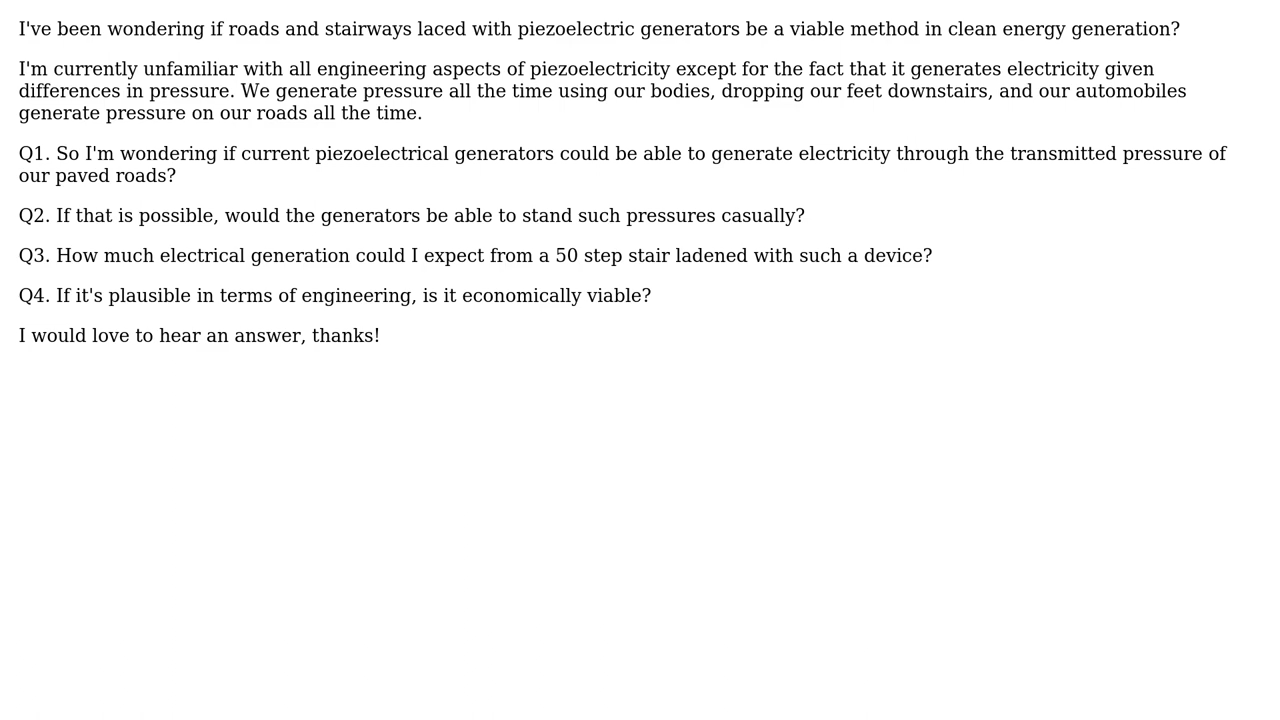 I've been wondering if roads and stairways laced with piezoelectric generators be a viable method in clean energy generation?
I'm currently unfamiliar with all engineering aspects of piezoelectricity except for the fact that it generates electricity given
differences in pressure. We generate pressure all the time using our bodies, dropping our feet downstairs, and our automobiles
generate pressure on our roads all the time.
Q1. So I'm wondering if current piezoelectrical generators could be able to generate electricity through the transmitted pressure of
our paved roads?
Q2. If that is possible, would the generators be able to stand such pressures casually?
Q3. How much electrical generation could I expect from a 50 step stair ladened with such a device?
Q4. If it's plausible in terms of engineering, is it economically viable?
I would love to hear an answer, thanks!